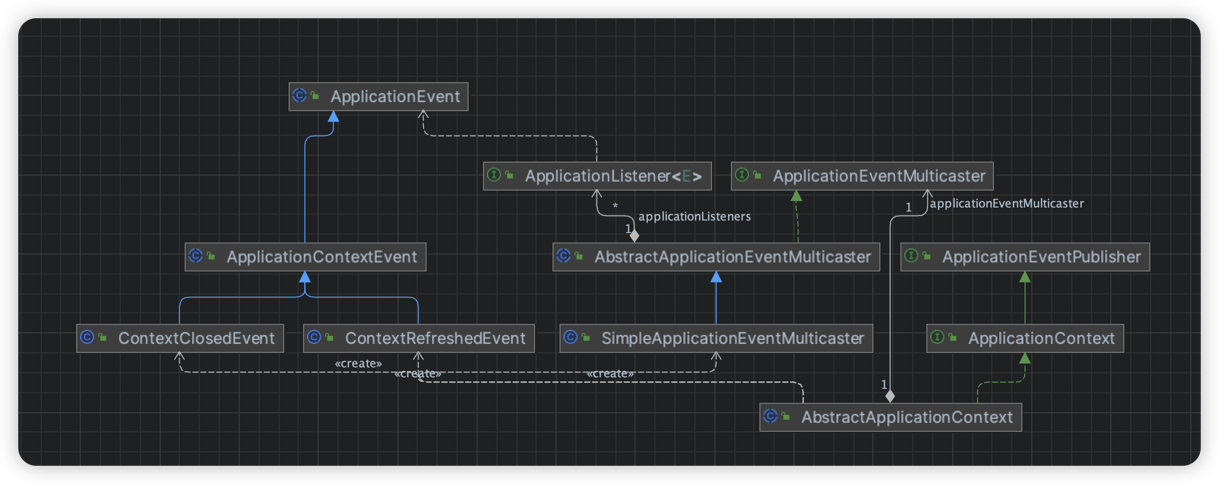 ApplicationEvent
ApplicationListener<E>
ApplicationEventMulticaster
*
applicationListeners
1
1
applicationEventMulticaster
ApplicationContextEvent
AbstractApplicationEventMulticaster
ApplicationEventPublisher
ContextClosedEvent
ContextRefreshedEvent
SimpleApplicationEventMulticaster
ApplicationContext
«create»
«create»
«create»
1
AbstractApplicationContext